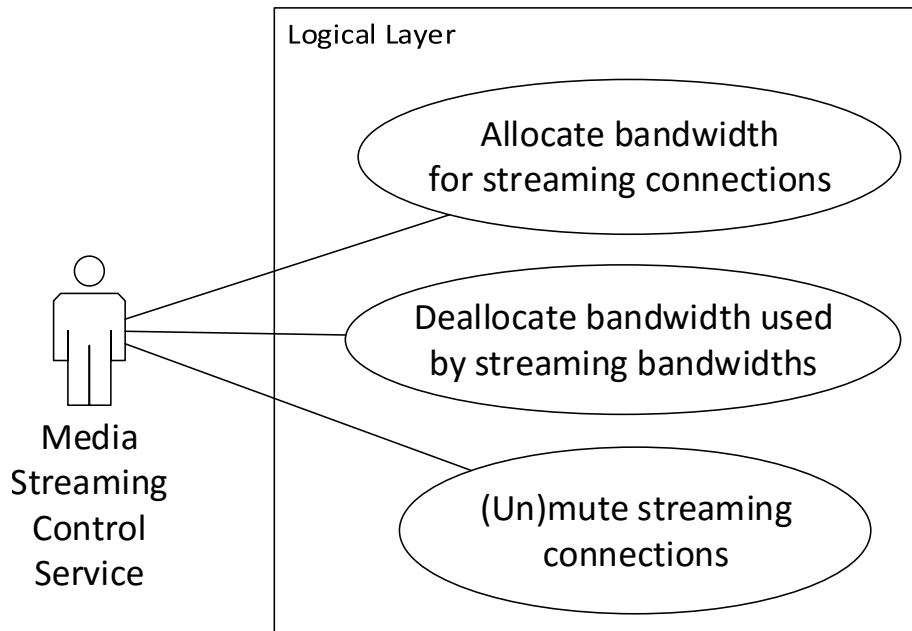 Logical Layer
Allocate bandwidth
for streaming connections
Deallocate bandwidth used
by streaming bandwidths
(Un)mute streaming
connections
Media
Streaming
Control
Service